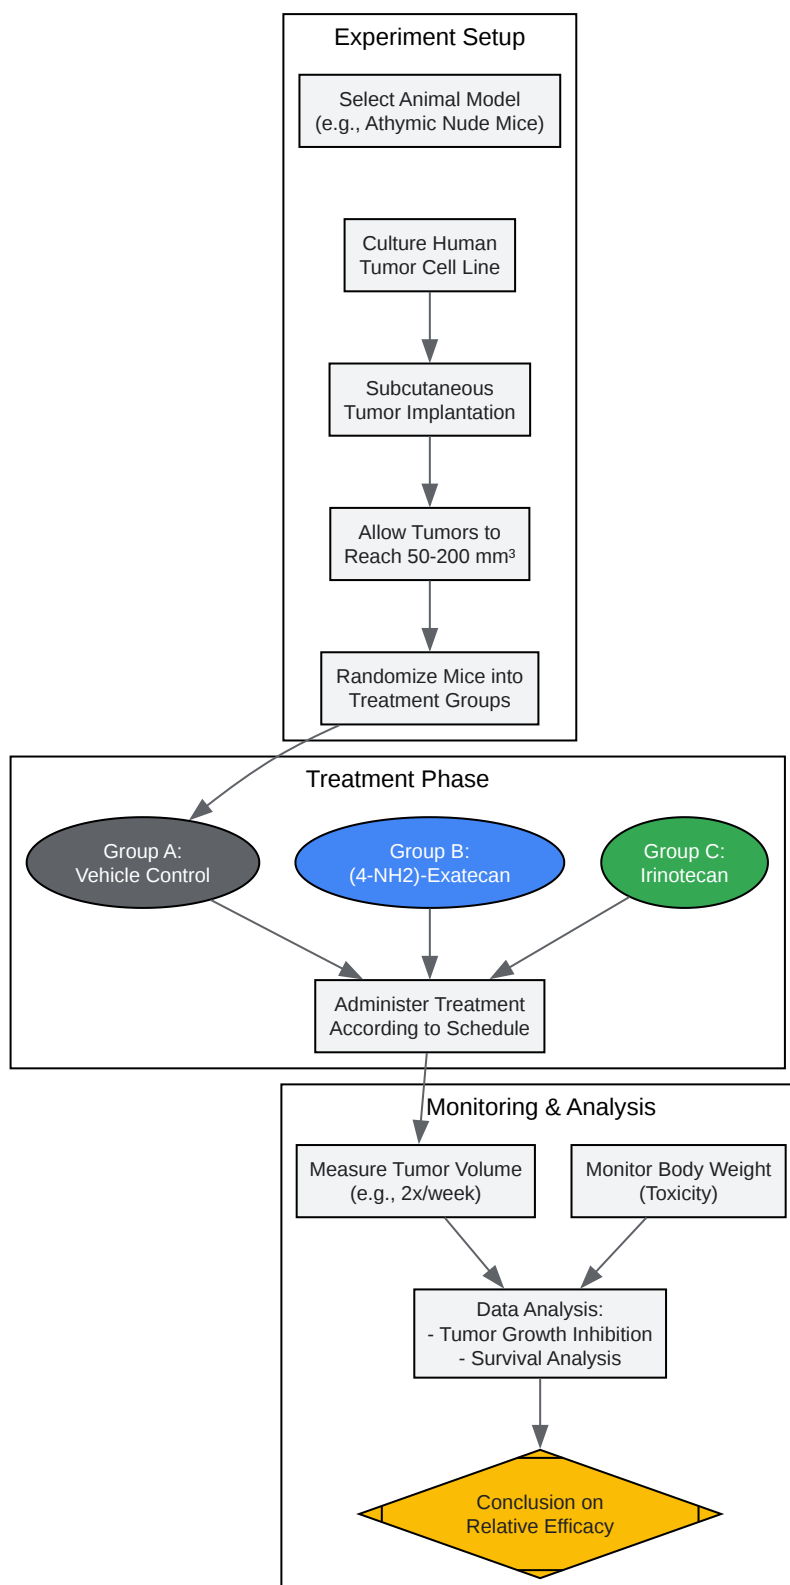 Experiment Setup
Select Animal Model
(e.g., Athymic Nude Mice)
Culture Human
Tumor Cell Line
Subcutaneous
Tumor Implantation
Allow Tumors to
Reach 50-200 mm³
Randomize Mice into
Treatment Groups
Treatment Phase
Group A:
Vehicle Control
Group B:
(4-NH2)-Exatecan
Group C:
Irinotecan
Administer Treatment
According to Schedule
Monitoring & Analysis
Measure Tumor Volume
(e.g., 2x/week)
Monitor Body Weight
(Toxicity)
Data Analysis:
- Tumor Growth Inhibition
- Survival Analysis
Conclusion on
Relative Efficacy